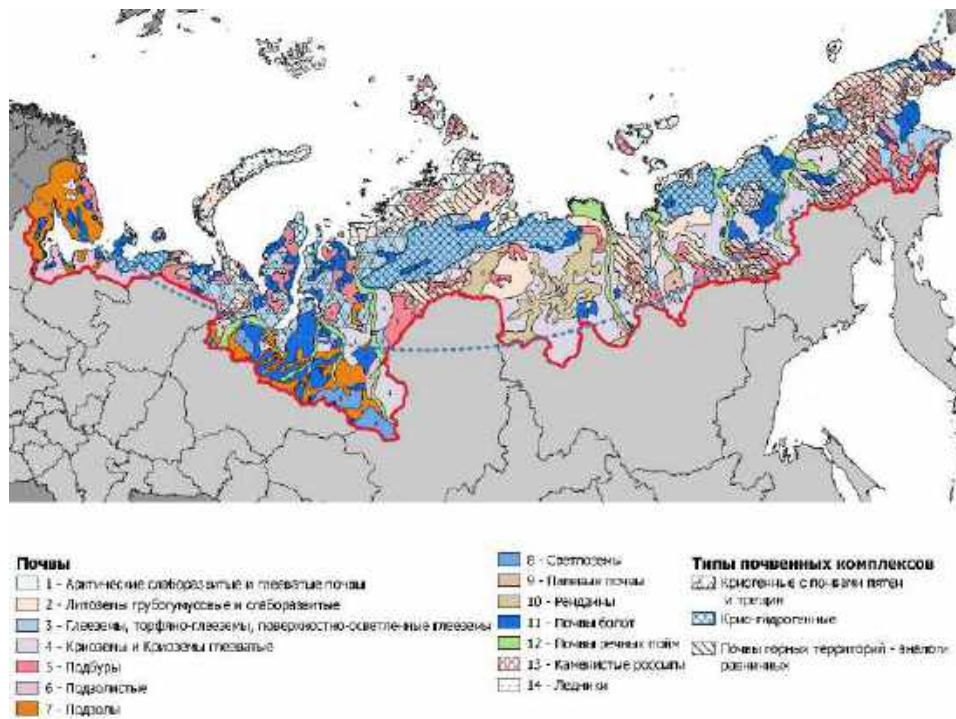 Почвы
1 - Арктические слаборазвитые и глееватые почвы
2 - Литоземы грубогумусовые и слаборазвитые
3 - Глееземы, торфяно-глееземы, поверхностно-осветленные глееземы
4 - Криоземы и Криоземы глееватые
5 - Подбуры
6 - Подзолистые
7 - Подзолы
8 - Светлоземы
9 - Палевые почвы
10 - Рендзины
11 - Почвы болот
12 - Почвы речных пойм
13 - Каменистые россыпи
14 - Ледники
Типы почвенных комплексов
Криогенные с почвами пятен
и трещин
Крио-гидрогенные
Почвы горных территорий - аналоги
равнинных